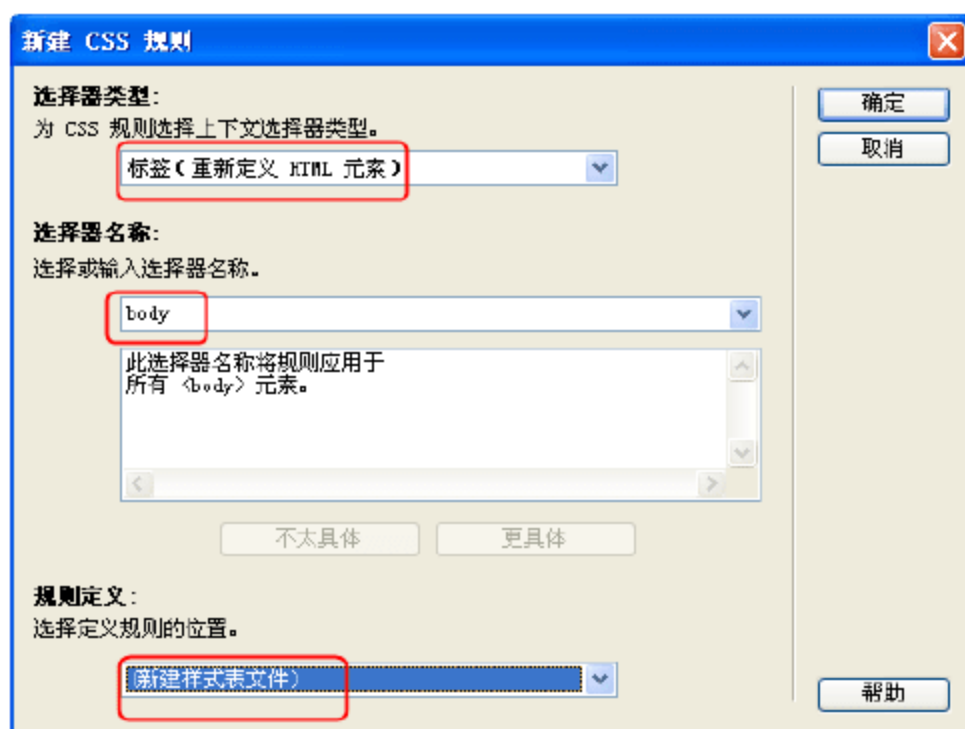 新建 CSS 规则
选择器类型:
为 CSS 规则选择上下文选择器类型。
标签(重新定义 HTML 元素)
确定
取消
选择器名称:
选择或输入选择器名称。
body
此选择器名称将规则应用于
所有 <body> 元素。
不太具体
更具体
规则定义:
选择定义规则的位置。
(新建样式表文件)
帮助